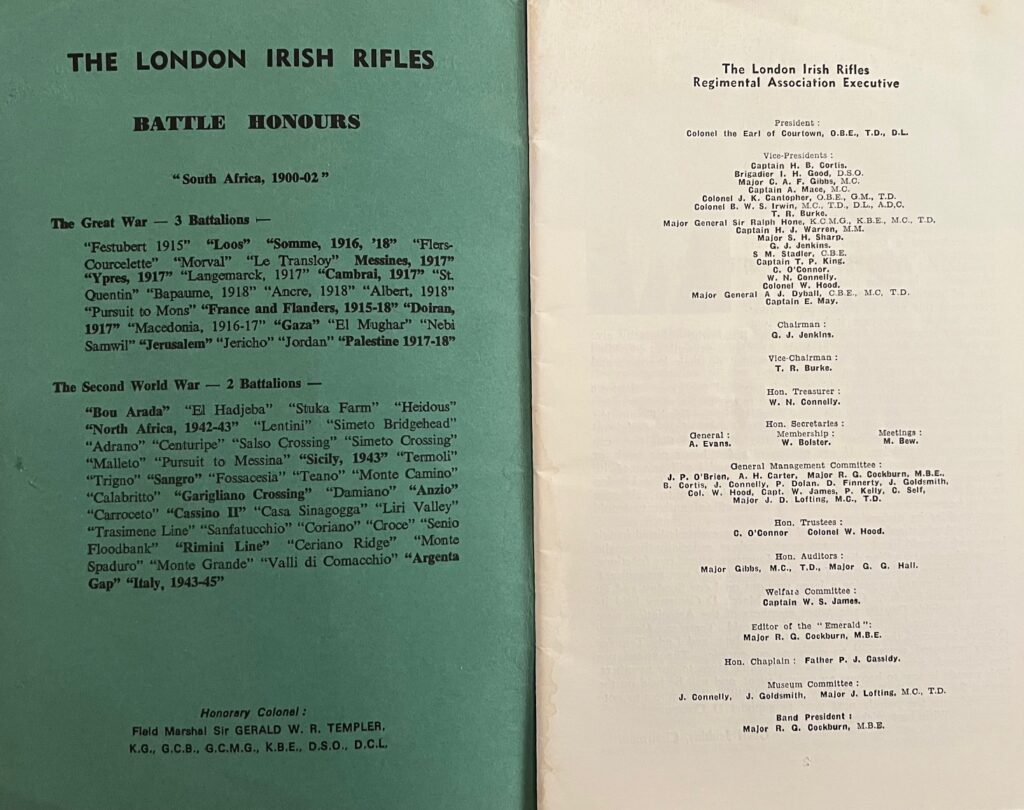 THE LONDON IRISH RIFLES
BATTLE HONOURS
"South Africa, 1900-02"
The Great War — 3 Battalions —
"Festubert 1915" "Loos" "Somme, 1916, '18" "Flers-
Courcelette" "Morval" "Le Transloy" Messines, 1917"
"Ypres, 1917" "Langemarck, 1917" "Cambrai, 1917" "St.
Quentin" "Bapaume, 1918" "Ancre, 1918" "Albert, 1918"
"Pursuit to Mons" "France and Flanders, 1915-18" "Doiran,
1917" "Macedonia, 1916-17" "Gaza" "El Mughar" "Nebi
Samwil" "Jerusalem" "Jericho" "Jordan" "Palestine 1917-18"
The Second World War — 2 Battalions —
"Bou Arada" "El Hadjeba" "Stuka Farm" "Heidous"
"North Africa, 1942-43" "Lentini" "Simeto Bridgehead"
"Adrano" "Centuripe" "Salso Crossing" "Simeto Crossing"
"Malleto" "Pursuit to Messina" "Sicily, 1943" "Termoli"
"Trigno" "Sangro" "Fossacesia" "Teano" "Monte Camino"
"Calabritto" "Garigliano Crossing" "Damiano" "Anzio"
"Carroceto" "Cassino II" "Casa Sinagogga" "Liri Valley"
"Trasimene Line" "Sanfatucchio" "Coriano" "Croce" "Senio
Floodbank" "Rimini Line" "Ceriano Ridge" "Monte
Spaduro" "Monte Grande" "Valli di Comacchio" "Argenta
Gap" "Italy, 1943-45"
Honorary Colonel :
Field Marshal Sir GERALD W. R. TEMPLER,
K.G., G.C.B., G.C.M.G., K.B.E., D.S.O., D.C.L.
The London Irish Rifles
Regimental Association Executive
President :
Colonel the Earl of Courtown, O.B.E., T.D., D.L.
Vice-Presidents :
Captain H. B. Cortis.
Brigadier I. H. Good, D.S.O.
Major C. A. F. Gibbs, M.C.
Captain A. Mace, M.C.
Colonel J. K. Cantopher, O.B.E., G.M., T.D.
Colonel B. W. S. Irwin, M.C., T.D., D.L., A.D.C.
T. R. Burke.
Major General Sir Ralph Hone, K.C.M.G., K.B.E., M.C., T.D.
Captain H. J. Warren, M.M.
Major S. H. Sharp.
G. J. Jenkins.
S M. Stadler, C.B.E.
Captain T. P. King.
C. O'Connor.
W. N. Connelly.
Colonel W. Hood.
Major General A J. Dyball, C.B.E., M.C, T.D.
Captain E. May.
Chairman :
G. J. Jenkins.
Vice-Chairman :
T. R. Burke.
Hon. Treasurer :
W. N. Connelly.
Hon. Secretaries :
General : Membership : Meetings :
A. Evans. W. Bolster. M. Bew.
General Management Committee :
J. P. O'Brien, A. H. Carter, Major R. G. Cockburn, M.B.E.,
B. Cortis, J. Connelly, P. Dolan. D. Finnerty, J. Goldsmith,
Col. W. Hood, Capt. W. James, P. Kelly, C. Self,
Major J. D. Lofting, M.C., T.D.
Hon. Trustees :
C. O'Connor Colonel W. Hood.
Hon. Auditors :
Major Gibbs, M.C., T.D., Major G. G. Hall.
Welfare Committee :
Captain W. S. James.
Editor of the "Emerald":
Major R. G. Cockburn, M.B.E.
Hon. Chaplain : Father P. J. Cassidy.
Museum Committee :
J. Connelly, J. Goldsmith, Major J. Lofting, M.C., T.D.
Band President :
Major R. G. Cockburn, M.B.E.